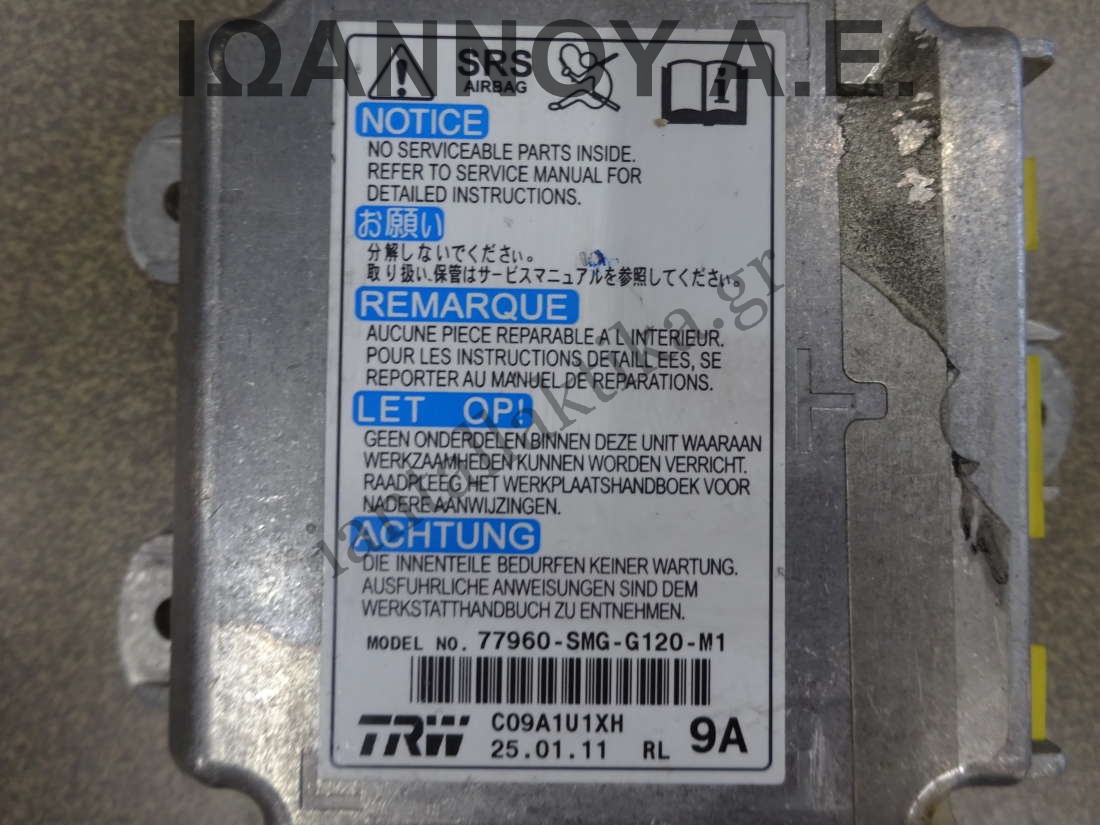 ΙΩΑΝΝΟΥ Α.Ε.
SRS
AIRBAG
NOTICE
NO SERVICEABLE PARTS INSIDE.
REFER TO SERVICE MANUAL FOR
DETAILED INSTRUCTIONS.
お願い
分解しないでください。
取り扱い、保管はサービスマニュアルを参照してください。
REMARQUE
AUCUNE PIECE REPARABLE A L INTERIEUR.
POUR LES INSTRUCTIONS DETAILL EES, SE
REPORTER AU MANUEL DE REPARATIONS.
LET OP!
GEEN ONDERDELEN BINNEN DEZE UNIT WAARAAN
WERKZAAMHEDEN KUNNEN WORDEN VERRICHT.
RAADPLEEG HET WERKPLAATSHANDBOEK VOOR
NADERE AANWIJZINGEN.
ACHTUNG
DIE INNENTEILE BEDURFEN KEINER WARTUNG.
AUSFUHRLICHE ANWEISUNGEN SIND DEM
WERKSTATTHANDBUCH ZU ENTNEHMEN.
MODEL NO. 77960-SMG-G120-M1
TRW C09A1U1XH
25.01.11 RL 9A
ianталlaktika.gr